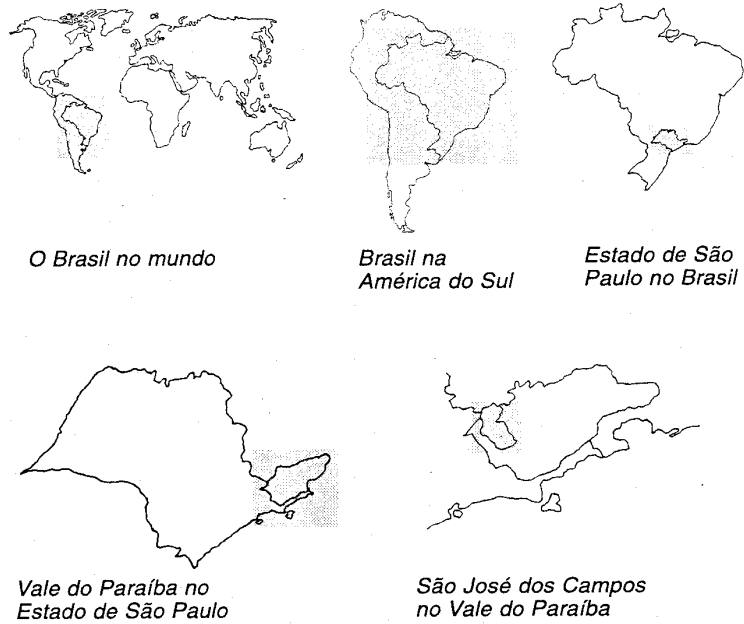 O Brasil no mundo
Brasil na
América do Sul
Estado de São
Paulo no Brasil
Vale do Paraíba no
Estado de São Paulo
São José dos Campos
no Vale do Paraíba